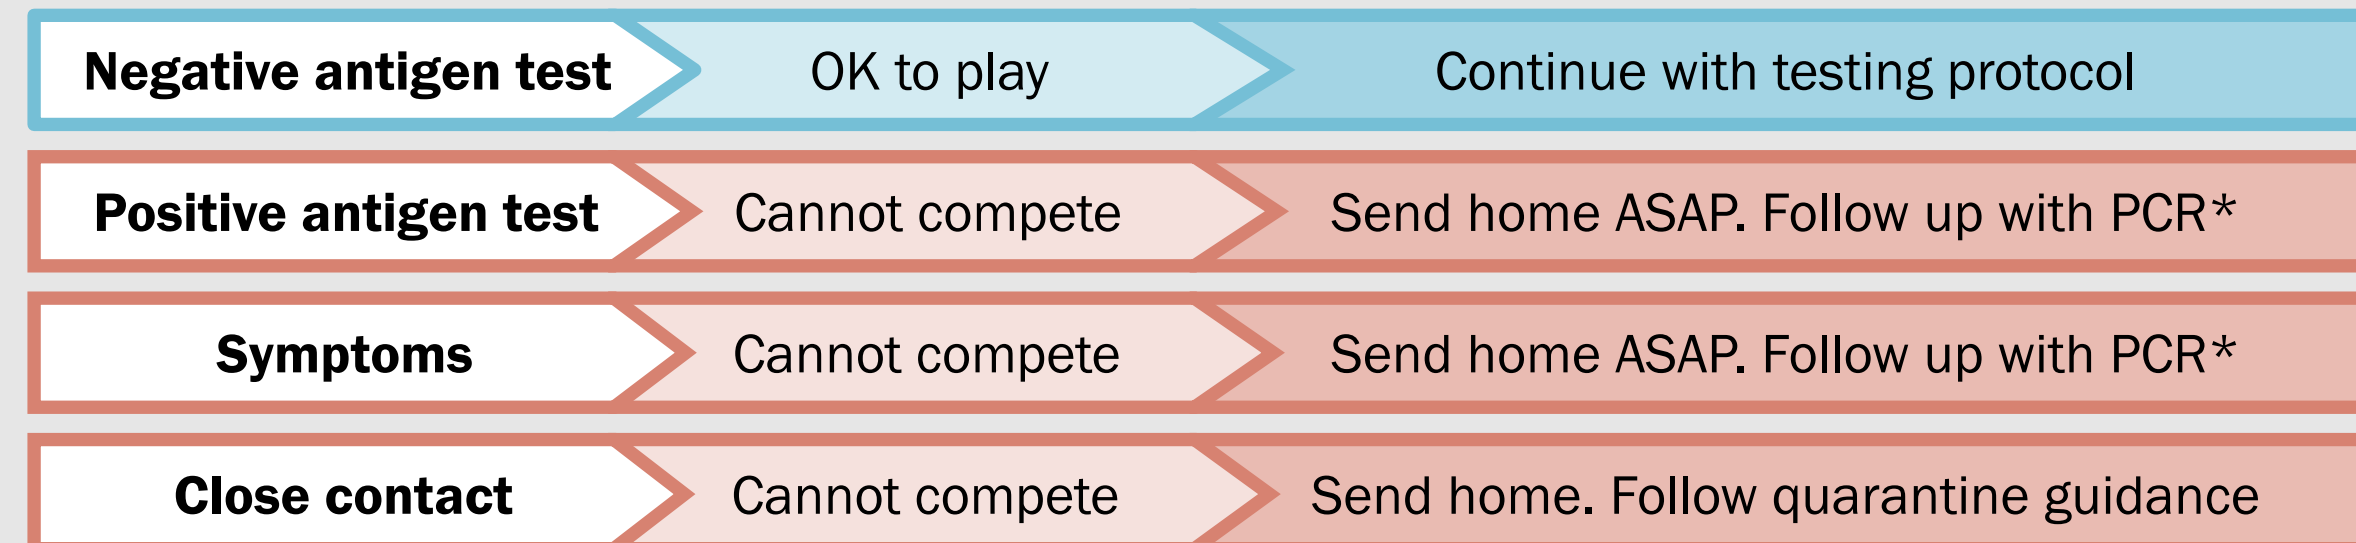 Negative antigen test OK to play Continue with testing protocol
Positive antigen test Cannot compete Send home ASAP. Follow up with PCR*
Symptoms Cannot compete Send home ASAP. Follow up with PCR*
Close contact Cannot compete Send home. Follow quarantine guidance